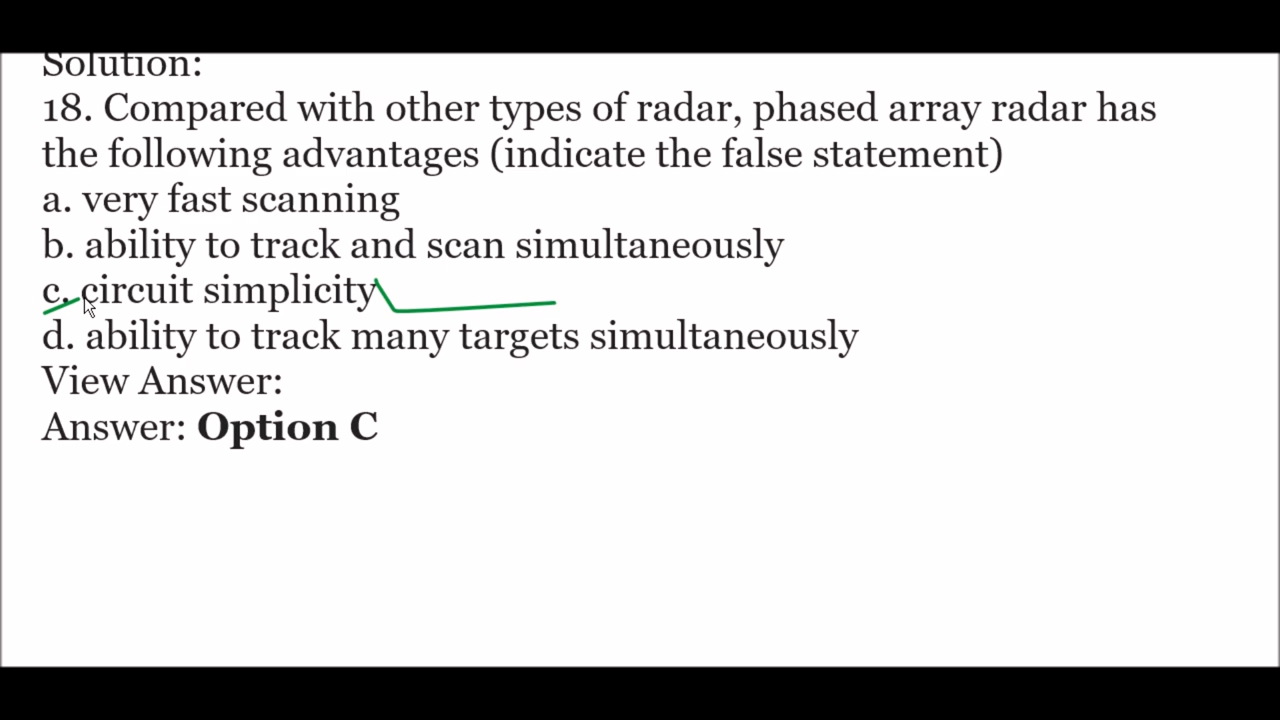 Solution:
18. Compared with other types of radar, phased array radar has
the following advantages (indicate the false statement)
a. very fast scanning
b. ability to track and scan simultaneously
c. circuit simplicity
d. ability to track many targets simultaneously
View Answer:
Answer: Option C